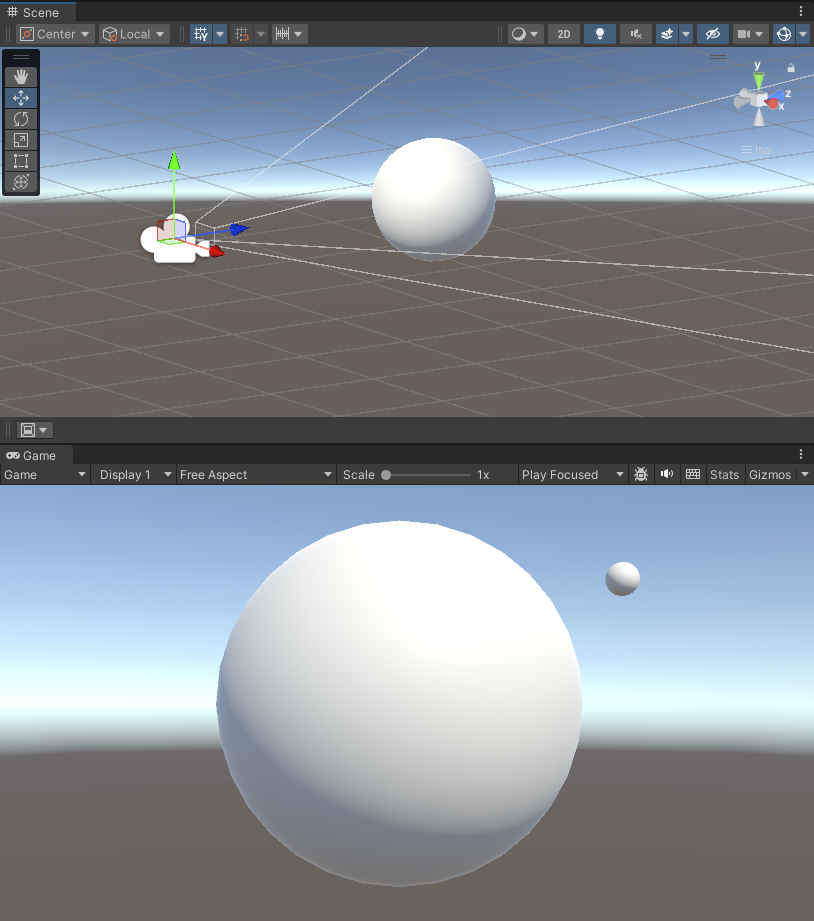 Scene
Center Local 2D
y
z
x
Iso
Game
Game Display 1 Free Aspect Scale 1x Play Focused Stats Gizmos